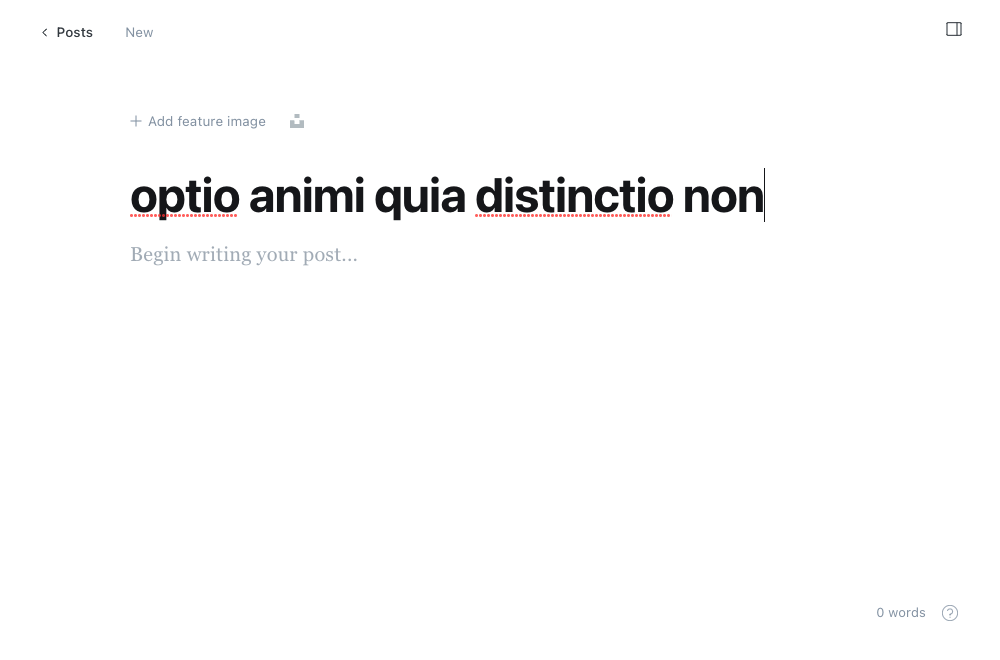 Posts
New
Add feature image
optio animi quia distinctio non
Begin writing your post...
0 words
?